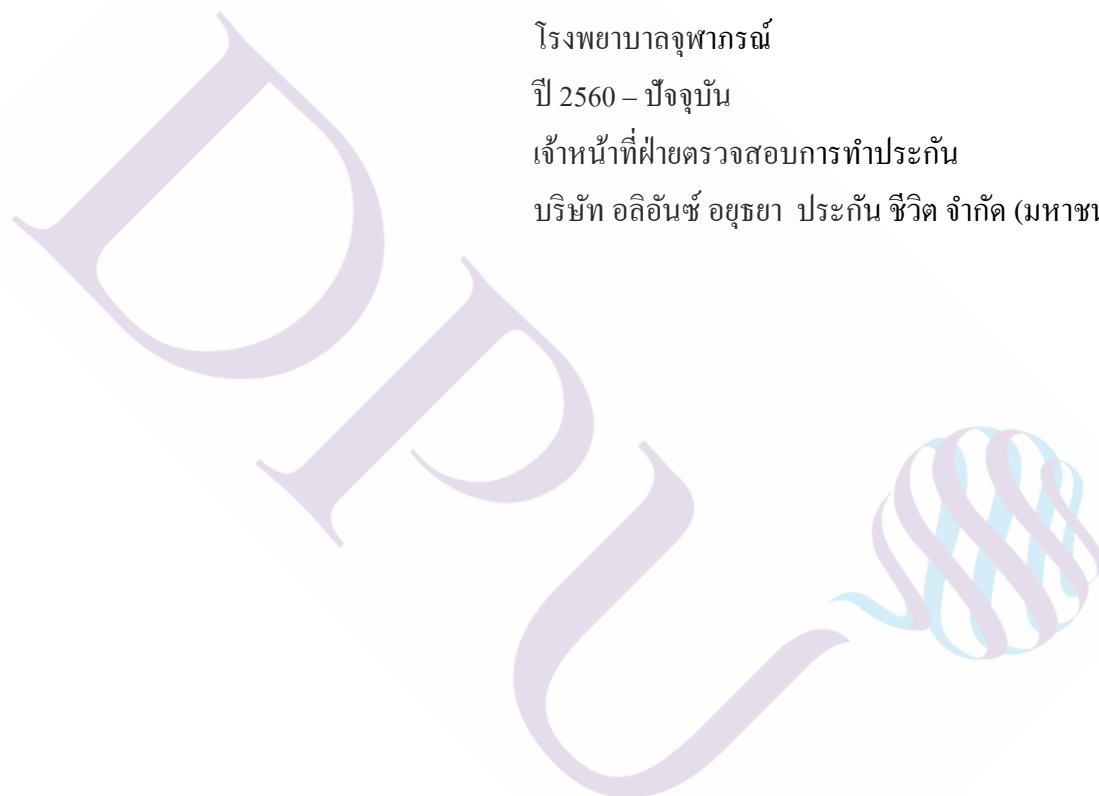 โรงพยาบาลจุฬาภรณ์
ปี 2560 – ปัจจุบัน
เจ้าหน้าที่ฝ่ายตรวจสอบการทำประกัน
บริษัท อลิอันซ์ อยุธยา ประกัน ชีวิต จำกัด (มหาชน
DPU